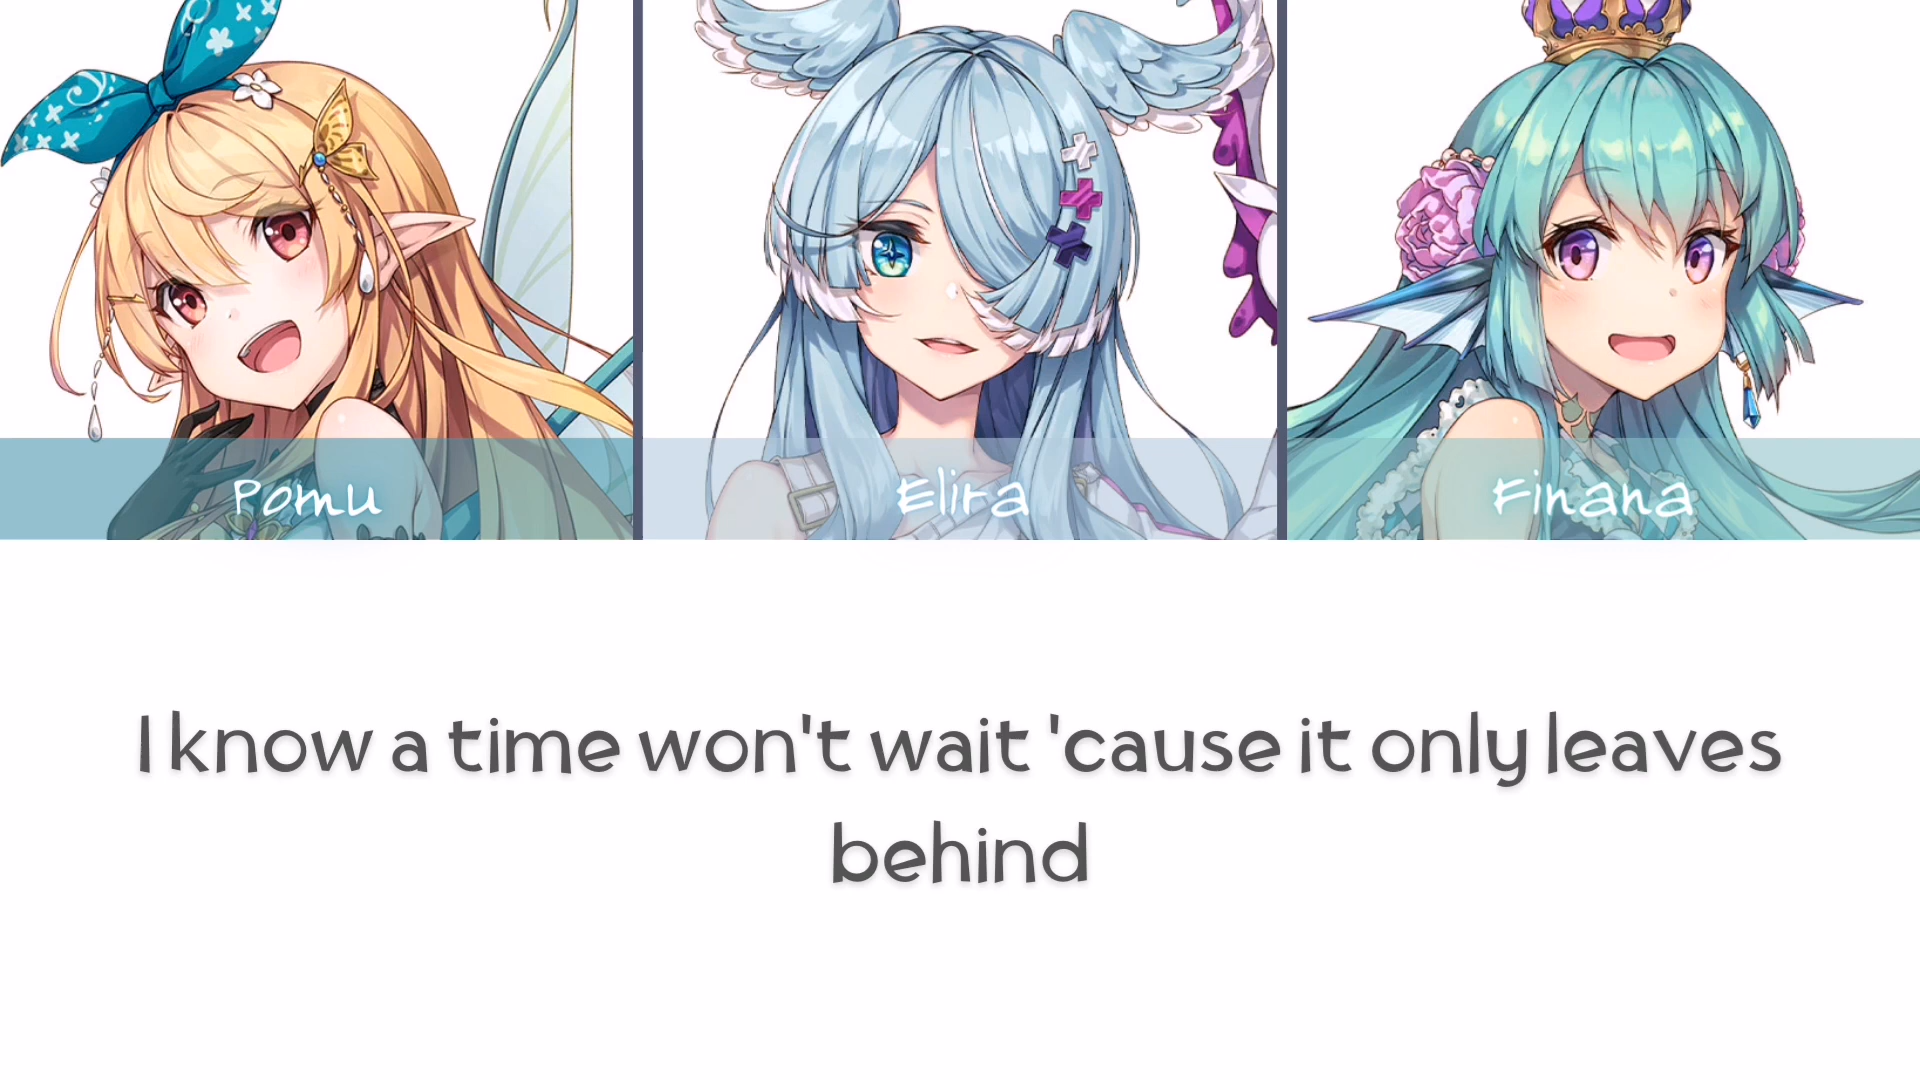 Pomu
Elira
Finana
I know a time won't wait 'cause it only leaves
behind